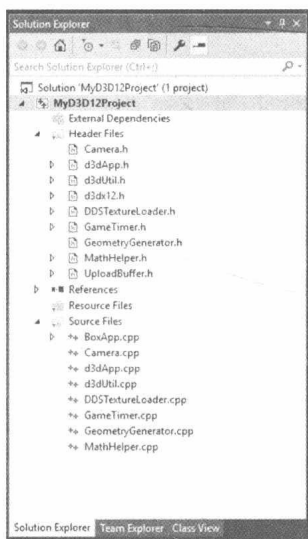 Solution Explorer
Search Solution Explorer (Ctrl+;)
Solution 'MyD3D12Project' (1 project)
MyD3D12Project
External Dependencies
Header Files
Camera.h
d3dApp.h
d3dUtil.h
d3dx12.h
DDSTextureLoader.h
GameTimer.h
GeometryGenerator.h
MathHelper.h
UploadBuffer.h
References
Resource Files
Source Files
BoxApp.cpp
Camera.cpp
d3dApp.cpp
d3dUtil.cpp
DDSTextureLoader.cpp
GameTimer.cpp
GeometryGenerator.cpp
MathHelper.cpp
Solution Explorer Team Explorer Class View